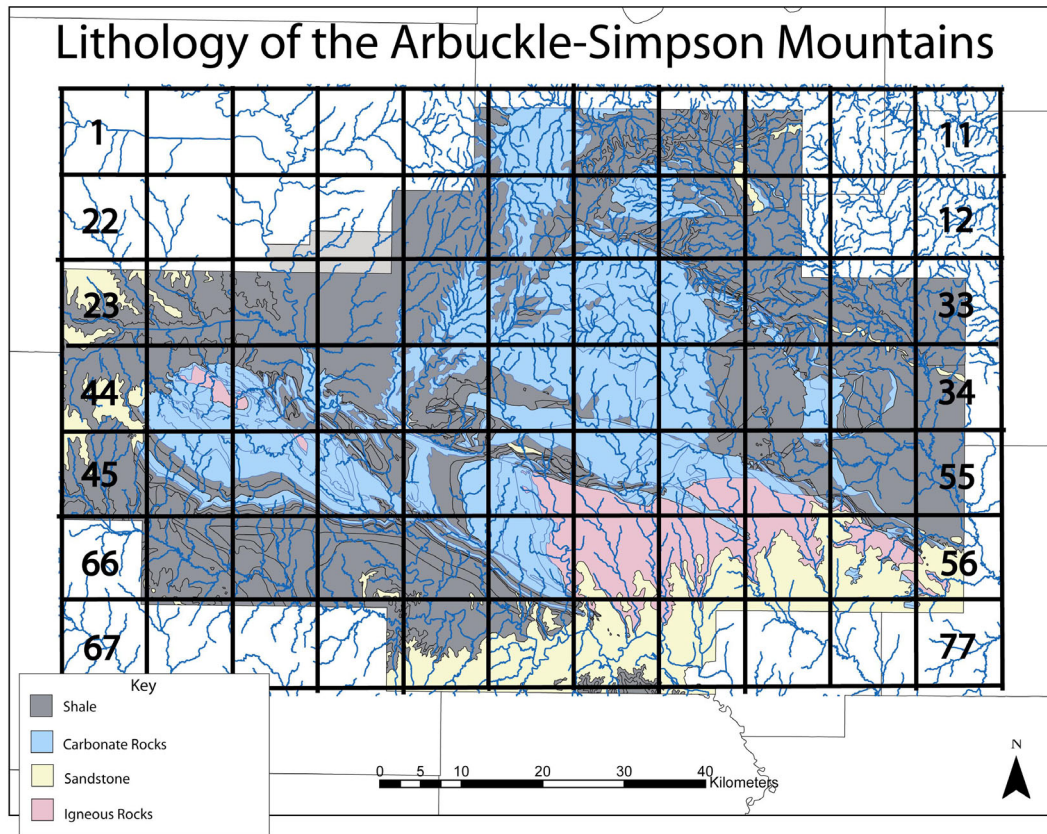 Lithology of the Arbuckle-Simpson Mountains
1
11
22
12
23
33
44
34
45
55
66
56
67
77
Key
Shale
Carbonate Rocks
Sandstone
Igneous Rocks
0 5 10 20 30 40
Kilometers
N